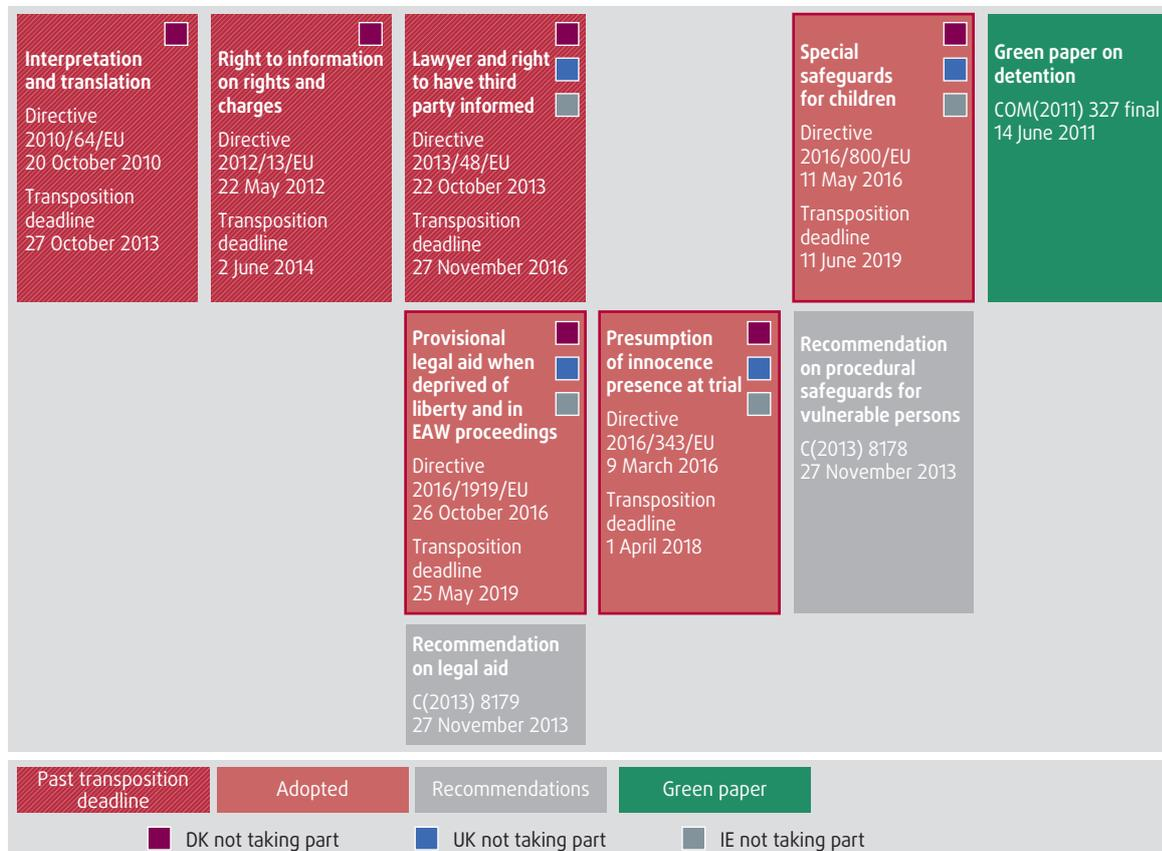 Interpretation
and translation
Directive
2010/64/EU
20 October 2010
Transposition
deadline
27 October 2013
Right to information
on rights and
charges
Directive
2012/13/EU
22 May 2012
Transposition
deadline
2 June 2014
Lawyer and right
to have third
party informed
Directive
2013/48/EU
22 October 2013
Transposition
deadline
27 November 2016
Special
safeguards
for children
Directive
2016/800/EU
11 May 2016
Transposition
deadline
11 June 2019
Green paper on
detention
COM(2011) 327 final
14 June 2011
Provisional
legal aid when
deprived of
liberty and in
EAW proceedings
Directive
2016/1919/EU
26 October 2016
Transposition
deadline
25 May 2019
Presumption
of innocence
presence at trial
Directive
2016/343/EU
9 March 2016
Transposition
deadline
1 April 2018
Recommendation
on procedural
safeguards for
vulnerable persons
C(2013) 8178
27 November 2013
Recommendation
on legal aid
C(2013) 8179
27 November 2013
Past transposition
deadline
Adopted
Recommendations
Green paper
DK not taking part
UK not taking part
IE not taking part